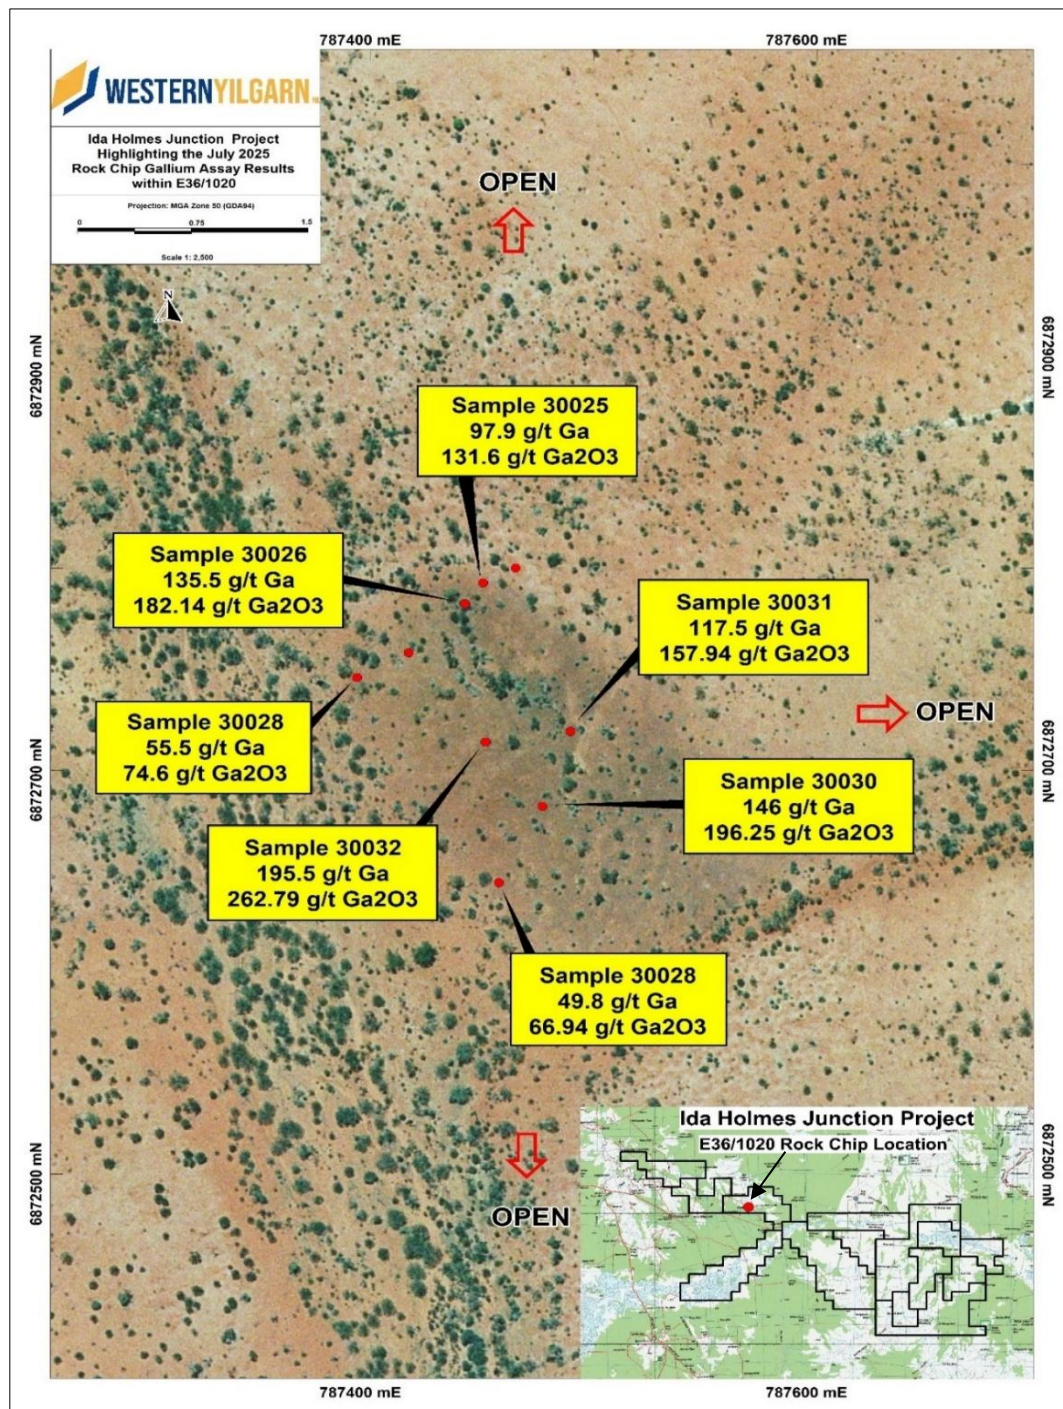 787400 mE
787600 mE
WESTERNYILGARN
Ida Holmes Junction Project
Highlighting the July 2025
Rock Chip Gallium Assay Results
within E36/1020
Projection: MGA Zone 50 (GDA94)
0 0.75 1.5
Scale 1: 2,500
N
OPEN
6872900 mN
6872900 mN
Sample 30025
97.9 g/t Ga
131.6 g/t Ga2O3
Sample 30026
135.5 g/t Ga
182.14 g/t Ga2O3
Sample 30031
117.5 g/t Ga
157.94 g/t Ga2O3
Sample 30028
55.5 g/t Ga
74.6 g/t Ga2O3
OPEN
6872700 mN
6872700 mN
Sample 30030
146 g/t Ga
196.25 g/t Ga2O3
Sample 30032
195.5 g/t Ga
262.79 g/t Ga2O3
Sample 30028
49.8 g/t Ga
66.94 g/t Ga2O3
OPEN
6872500 mN
6872500 mN
Ida Holmes Junction Project
E36/1020 Rock Chip Location
787400 mE
787600 mE